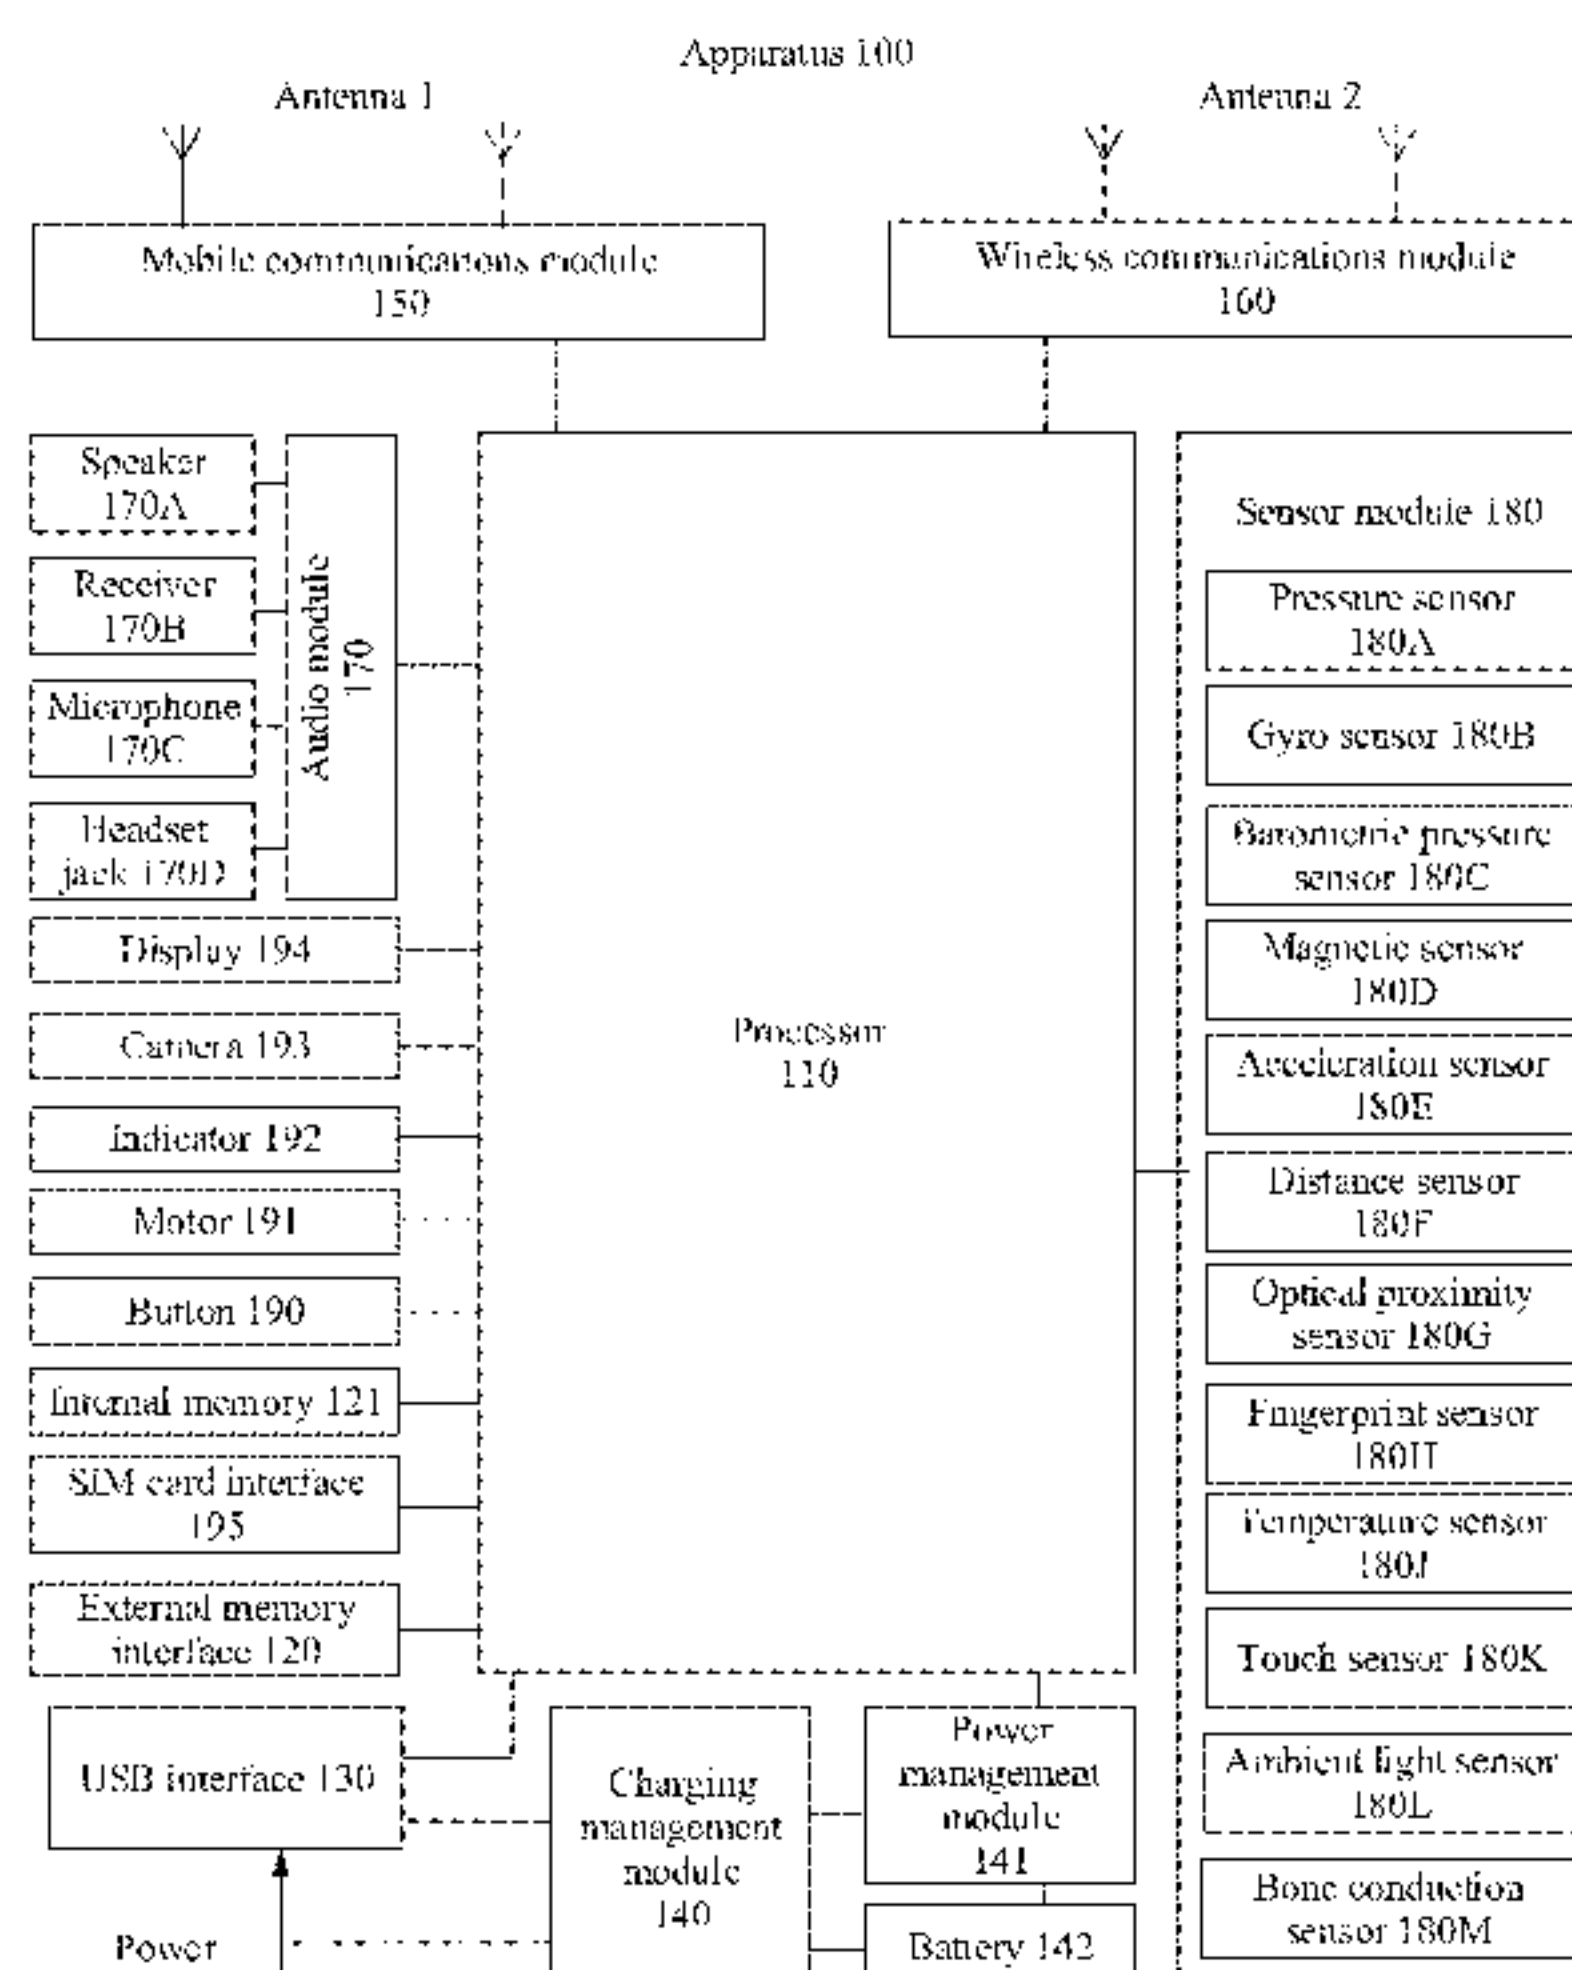 Apparatus 100
Antenna 1
Antenna 2
Mobile communications module
150
Wireless communications module
160
Speaker
170A
Receiver
170B
Microphone
170C
Headset
jack 170D
Audio module
170
Display 194
Camera 193
Indicator 192
Motor 191
Button 190
Internal memory 121
SIM card interface
195
External memory
interface 120
Processor
110
Sensor module 180
Pressure sensor
180A
Gyro sensor 180B
Barometric pressure
sensor 180C
Magnetic sensor
180D
Acceleration sensor
180E
Distance sensor
180F
Optical proximity
sensor 180G
Fingerprint sensor
180H
Temperature sensor
180J
Touch sensor 180K
Ambient light sensor
180L
Bone conduction
sensor 180M
USB interface 130
Charging
management
module
140
Power
management
module
141
Battery 142
Power